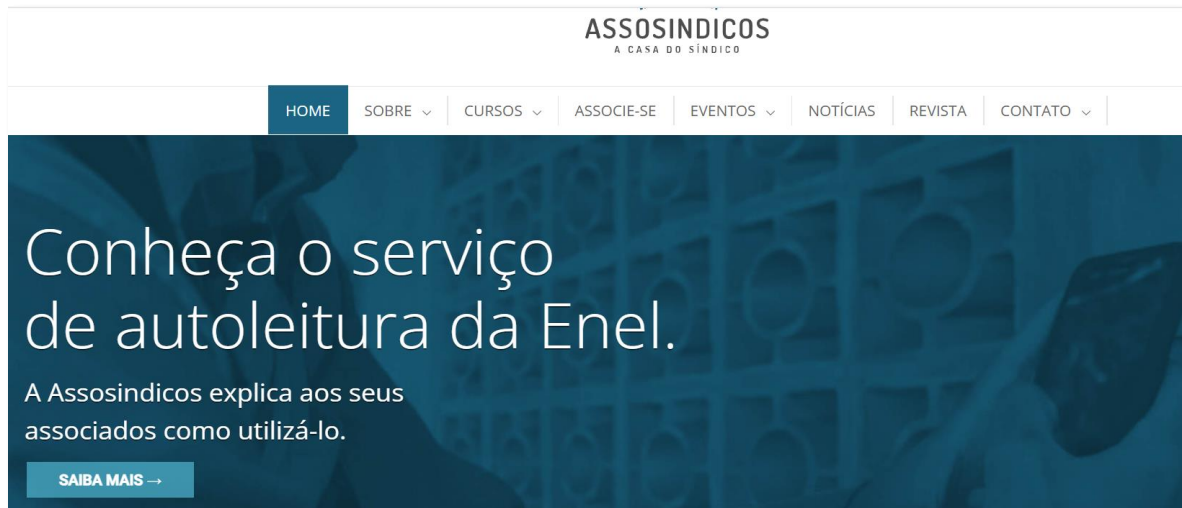 ASSOSINDICOS
A CASA DO SÍNDICO
HOME SOBRE CURSOS ASSOCIE-SE EVENTOS NOTÍCIAS REVISTA CONTATO
Conheça o serviço
de autoleitura da Enel.
A Assosindicos explica aos seus
associados como utilizá-lo.
SAIBA MAIS →